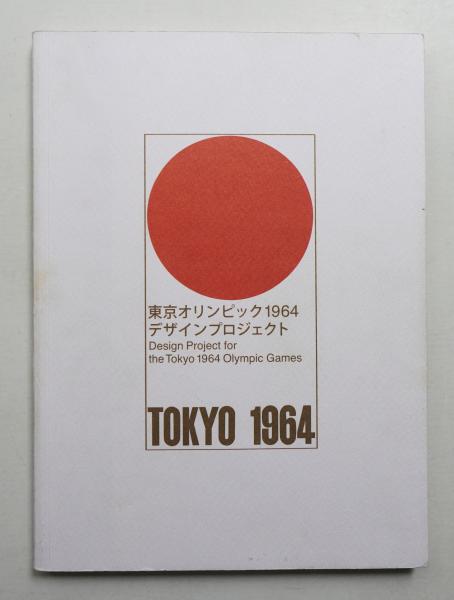 東京オリンピック1964
デザインプロジェクト
Design Project for
the Tokyo 1964 Olympic Games
TOKYO 1964